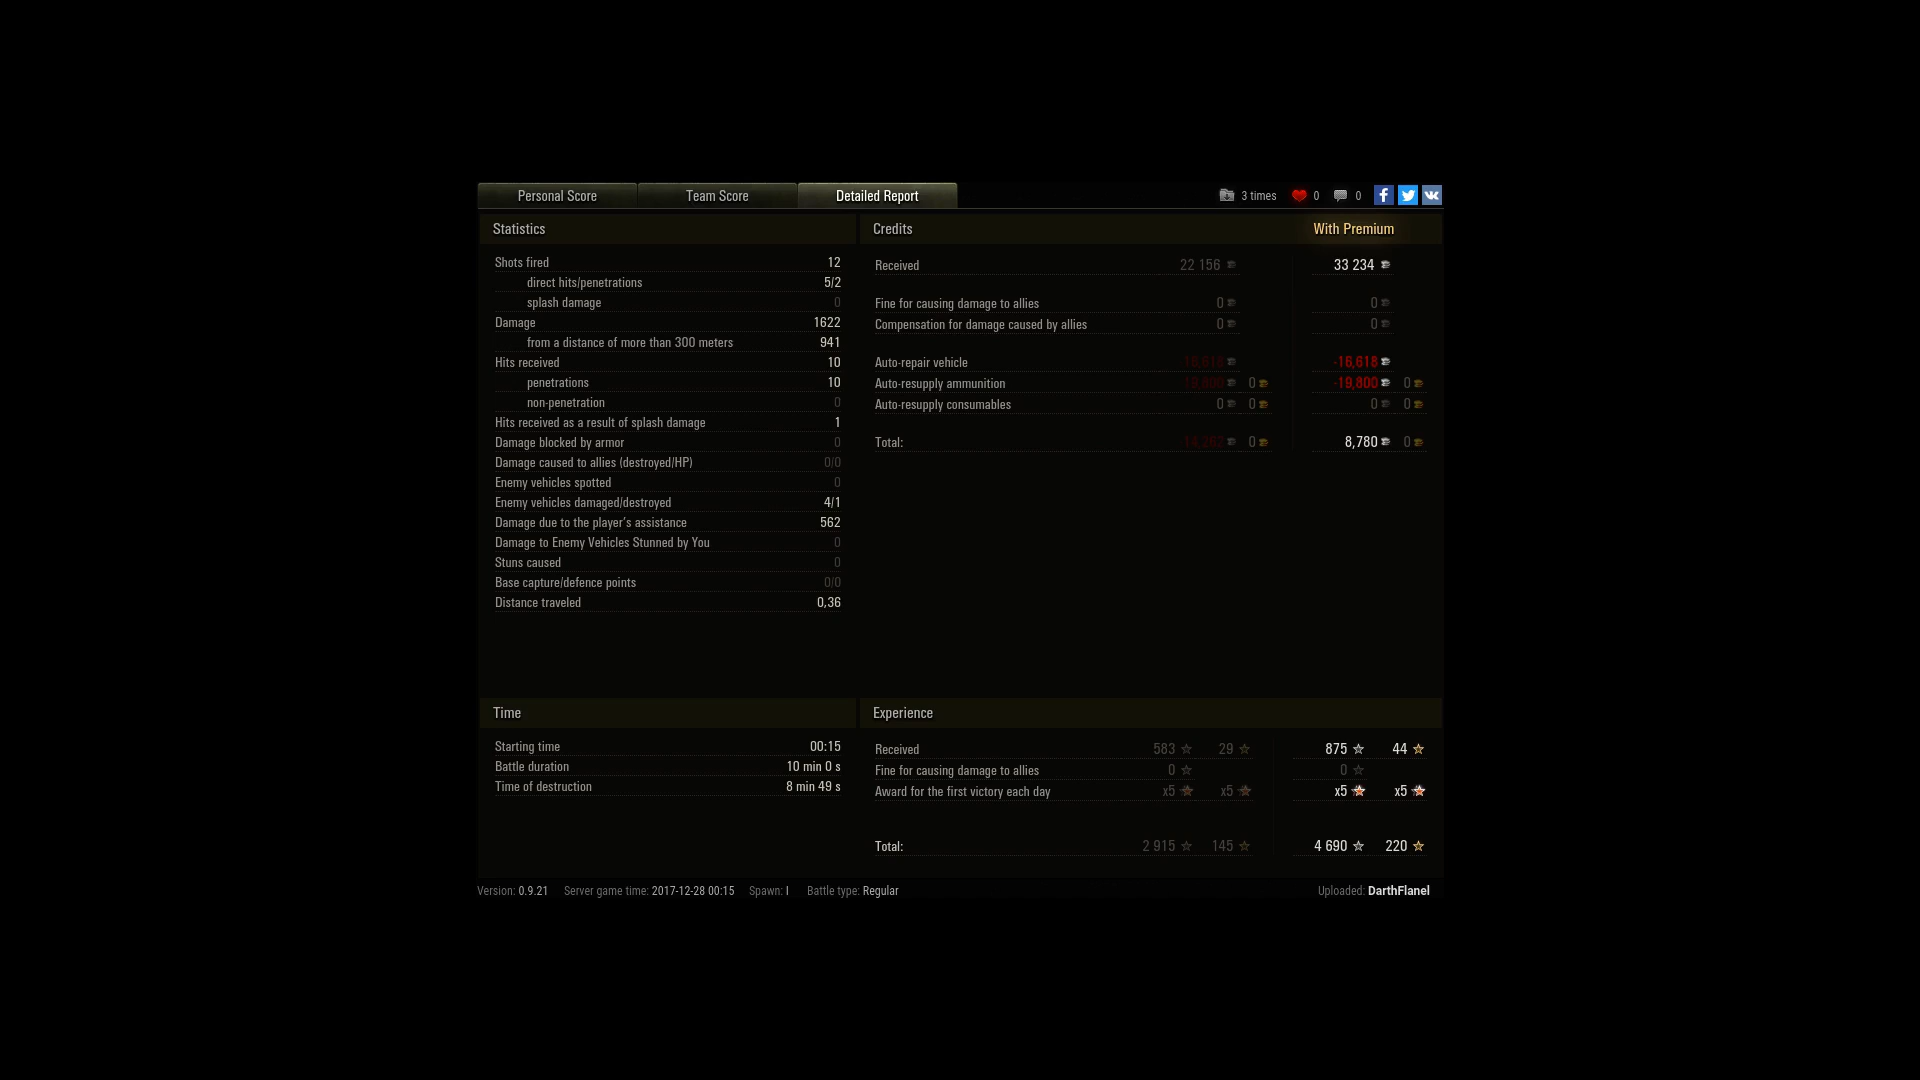 Personal Score Team Score Detailed Report 3 times 0 0
Statistics
Shots fired 12
direct hits/penetrations 5/2
splash damage 0
Damage 1622
from a distance of more than 300 meters 941
Hits received 10
penetrations 10
non-penetration 0
Hits received as a result of splash damage 1
Damage blocked by armor 0
Damage caused to allies (destroyed/HP) 0/0
Enemy vehicles spotted 0
Enemy vehicles damaged/destroyed 4/1
Damage due to the player's assistance 562
Damage to Enemy Vehicles Stunned by You 0
Stuns caused 0
Base capture/defence points 0/0
Distance traveled 0,36
Credits With Premium
Received 22 156 33 234
Fine for causing damage to allies 0 0
Compensation for damage caused by allies 0 0
Auto-repair vehicle -16,618 -16,618
Auto-resupply ammunition -19,800 0 -19,800 0
Auto-resupply consumables 0 0 0 0
Total: 0 8,780 0
Time
Starting time 00:15
Battle duration 10 min 0 s
Time of destruction 8 min 49 s
Experience
Received 583 29 875 44
Fine for causing damage to allies 0 0
Award for the first victory each day x5 x5 x5 x5
Total: 2 915 145 4 690 220
Version: 0.9.21 Server game time: 2017-12-28 00:15 Spawn: I Battle type: Regular Uploaded: DarthFlanel